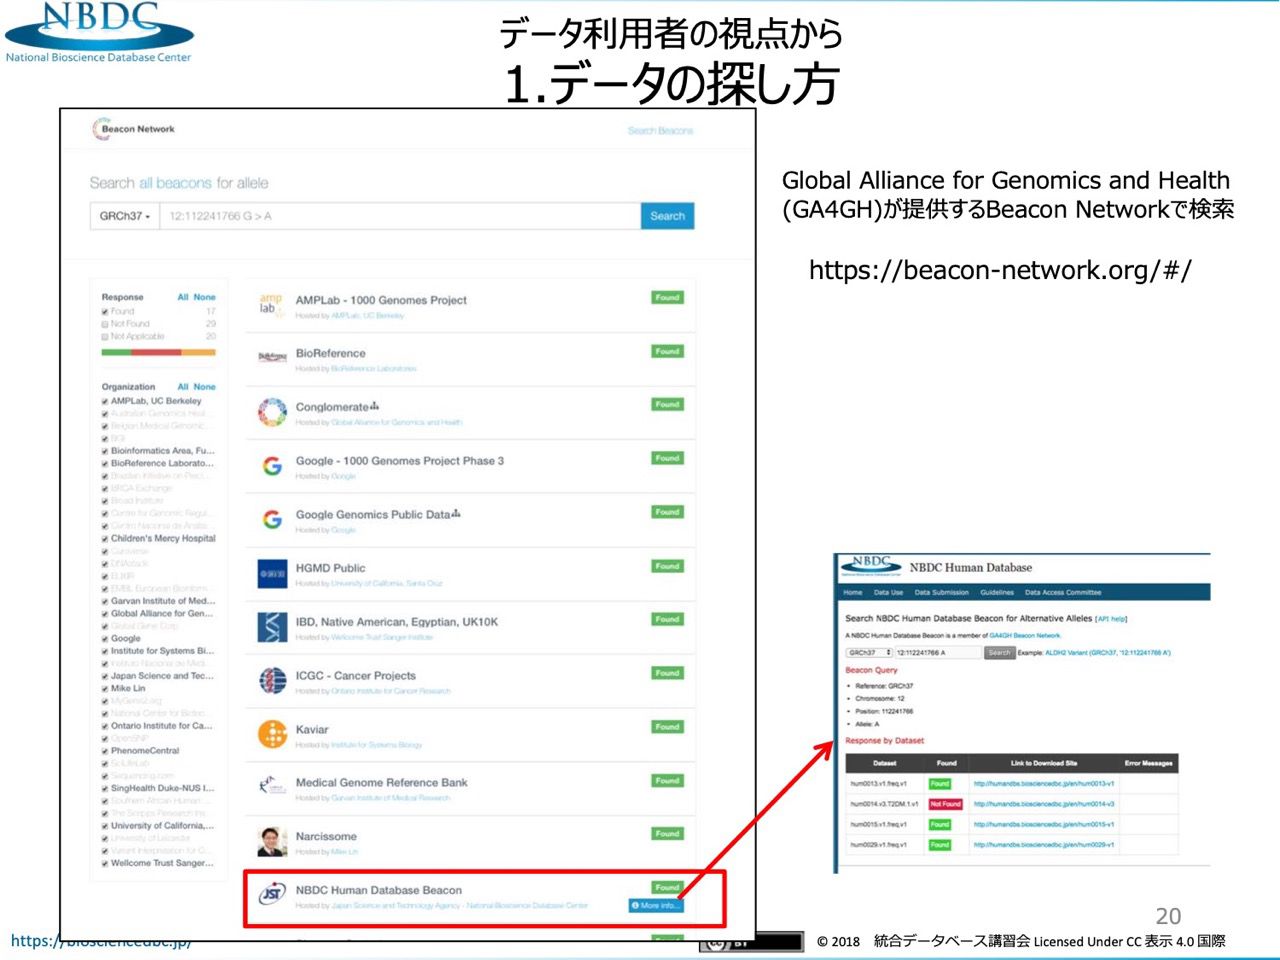 NBDC
National Bioscience Database Center
データ利用者の視点から
1.データの探し方
Beacon Network
Search Beacons
Search all beacons for allele
GRCh37
12:112241766 G > A
Search
Response All None
Found 17
Not Found 29
Not Applicable 20
Organization All None
AMPLab, UC Berkeley
Australian Genomics Heal...
Belgian Medical Genomic...
BGI
Bioinformatics Area, Fu...
BioReference Laborato...
BRCA Exchange
Broad Institute
Centre for Genomic Regul...
Children's Mercy Hospital
Curoverse
DNAstack
ELIXIR
EMBL European Bioinform...
Garvan Institute of Med...
Global Alliance for Gen...
Global Gene Corp
Google
Institute for Systems Bi...
Japan Science and Tec...
Mike Lin
MyGene2.org
National Center for Biotec...
Ontario Institute for Ca...
OpenSNP
PhenomeCentral
SolveBio
Sequencing.com
SingHealth Duke-NUS I...
Southern African Human...
The Scripps Research Ins...
University of California,...
University of Leicester
Variant Interpretation for C...
Wellcome Trust Sanger...
amp lab
AMPLab - 1000 Genomes Project
Hosted by AMPLab, UC Berkeley
Found
BioReference
Hosted by BioReference Laboratories
Found
Conglomerate
Hosted by Global Alliance for Genomics and Health
Found
Google - 1000 Genomes Project Phase 3
Hosted by Google
Found
Google Genomics Public Data
Hosted by Google
Found
HGMD Public
Hosted by University of California, Santa Cruz
Found
IBD, Native American, Egyptian, UK10K
Hosted by Wellcome Trust Sanger Institute
Found
ICGC - Cancer Projects
Hosted by Ontario Institute for Cancer Research
Found
Kaviar
Hosted by Institute for Systems Biology
Found
Medical Genome Reference Bank
Hosted by Garvan Institute of Medical Research
Found
Narcissome
Hosted by Mike Lin
Found
JST
NBDC Human Database Beacon
Hosted by Japan Science and Technology Agency - National Bioscience Database Center
Found
More info...
Global Alliance for Genomics and Health
(GA4GH)が提供するBeacon Networkで検索
https://beacon-network.org/#/
NBDC NBDC Human Database
Home Data Use Data Submission Guidelines Data Access Committee
Search NBDC Human Database Beacon for Alternative Alleles [API help]
A NBDC Human Database Beacon is a member of GA4GH Beacon Network.
GRCh37 12:112241766 A Search Example: ALDH2 Variant (GRCh37, '12:112241766 A')
Beacon Query
• Reference: GRCh37
• Chromosome: 12
• Position: 112241766
• Allele: A
Response by Dataset
Dataset Found Link to Download Site Error Messages
hum0013.v1.freq.v1 Found http://humandbs.biosciencedbc.jp/en/hum0013-v1
hum0014.v3.T2DM.1.v1 Not Found http://humandbs.biosciencedbc.jp/en/hum0014-v3
hum0015.v1.freq.v1 Found http://humandbs.biosciencedbc.jp/en/hum0015-v1
hum0029.v1.freq.v1 Found http://humandbs.biosciencedbc.jp/en/hum0029-v1
20
https://biosciencedbc.jp/
cc BY
© 2018 統合データベース講習会 Licensed Under CC 表示 4.0 国際